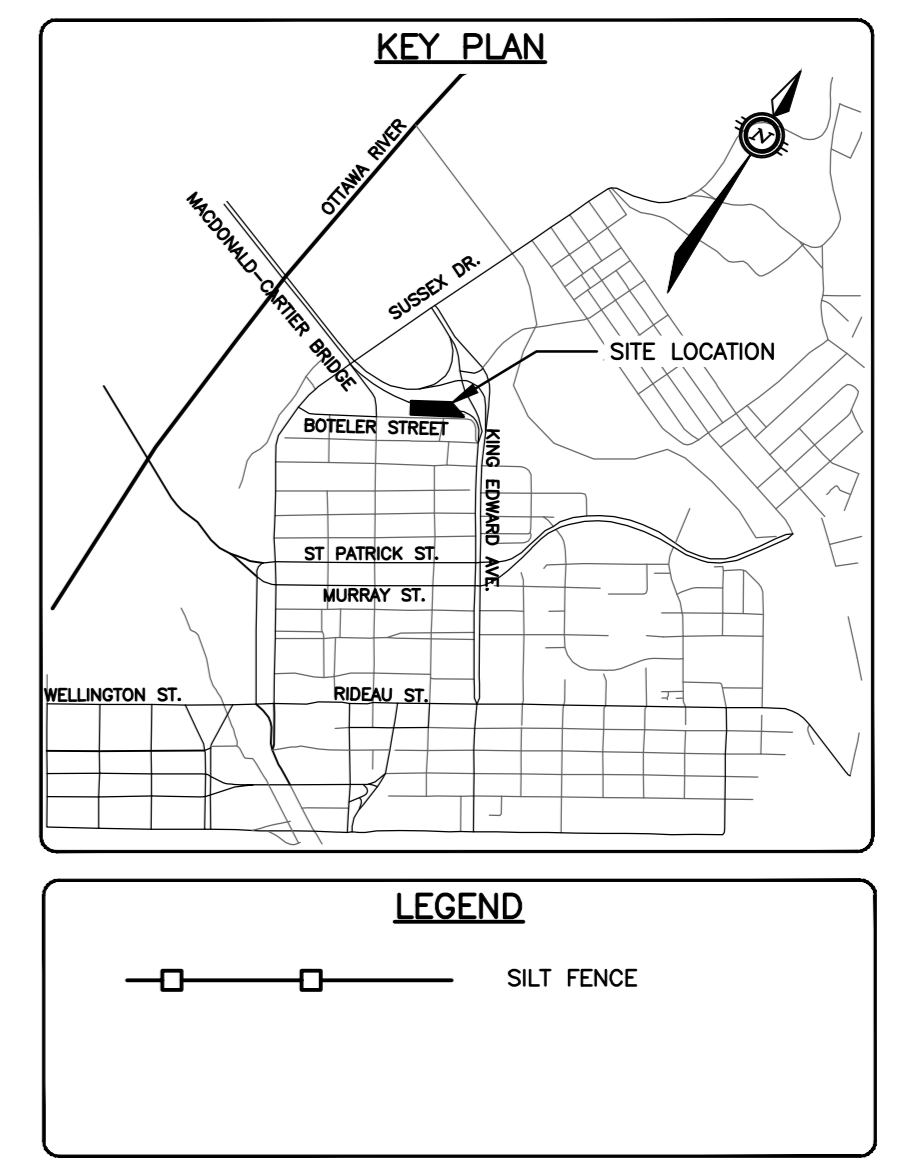 KEY PLAN
N
OTTAWA RIVER
MACDONALD-CARTIER BRIDGE
SUSSEX DR.
SITE LOCATION
BOTELER STREET
KING EDWARD AVE.
ST PATRICK ST.
MURRAY ST.
WELLINGTON ST.
RIDEAU ST.
LEGEND
SILT FENCE